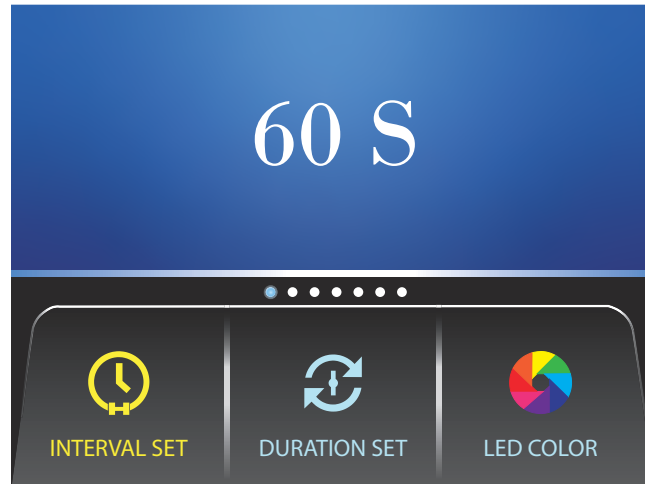 60 S
INTERVAL SET
DURATION SET
LED COLOR